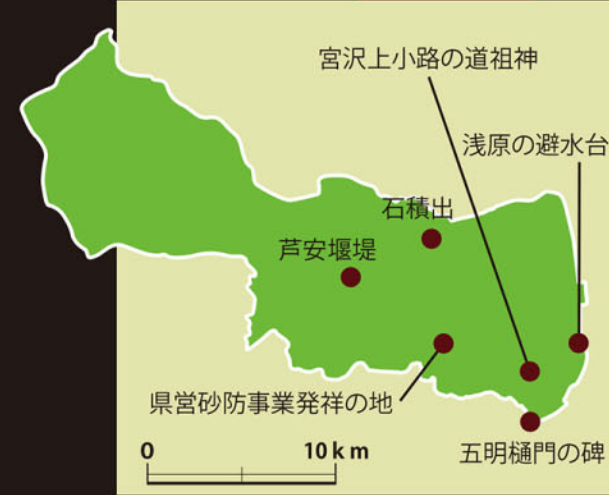 宮沢上小路の道祖神
浅原の避水台
石積出
芦安堰堤
県営砂防事業発祥の地
0 10km
五明樋門の碑